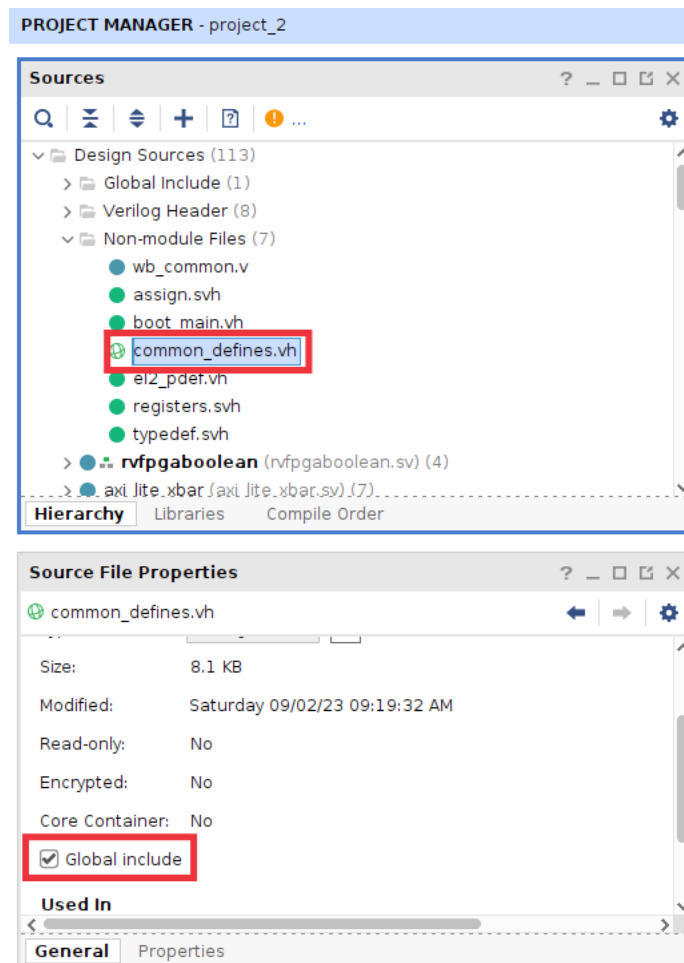 PROJECT MANAGER - project_2
Sources
? _
...
Design Sources (113)
Global Include (1)
Verilog Header (8)
Non-module Files (7)
wb_common.v
assign.svh
boot_main.vh
common_defines.vh
el2_pdef.vh
registers.svh
typedef.svh
rvfpgaboolean (rvfpgaboolean.sv) (4)
axi_lite_xbar (axi_lite_xbar.sv) (7)
Hierarchy Libraries Compile Order
Source File Properties
? _
common_defines.vh
Size: 8.1 KB
Modified: Saturday 09/02/23 09:19:32 AM
Read-only: No
Encrypted: No
Core Container: No
Global include
Used In
General Properties